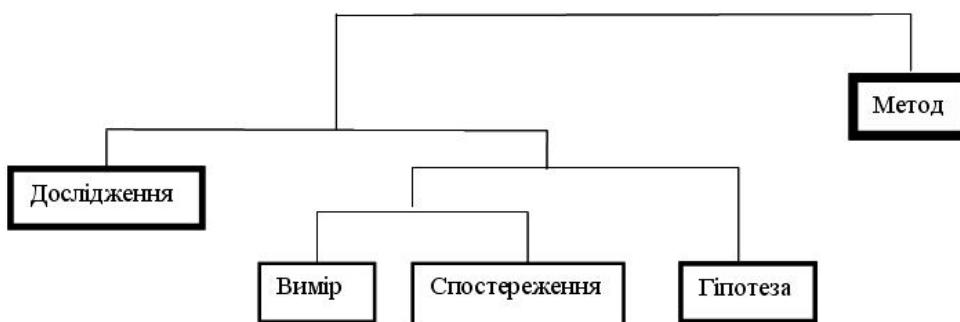 Метод
Дослідження
Вимір
Спостереження
Гіпотеза